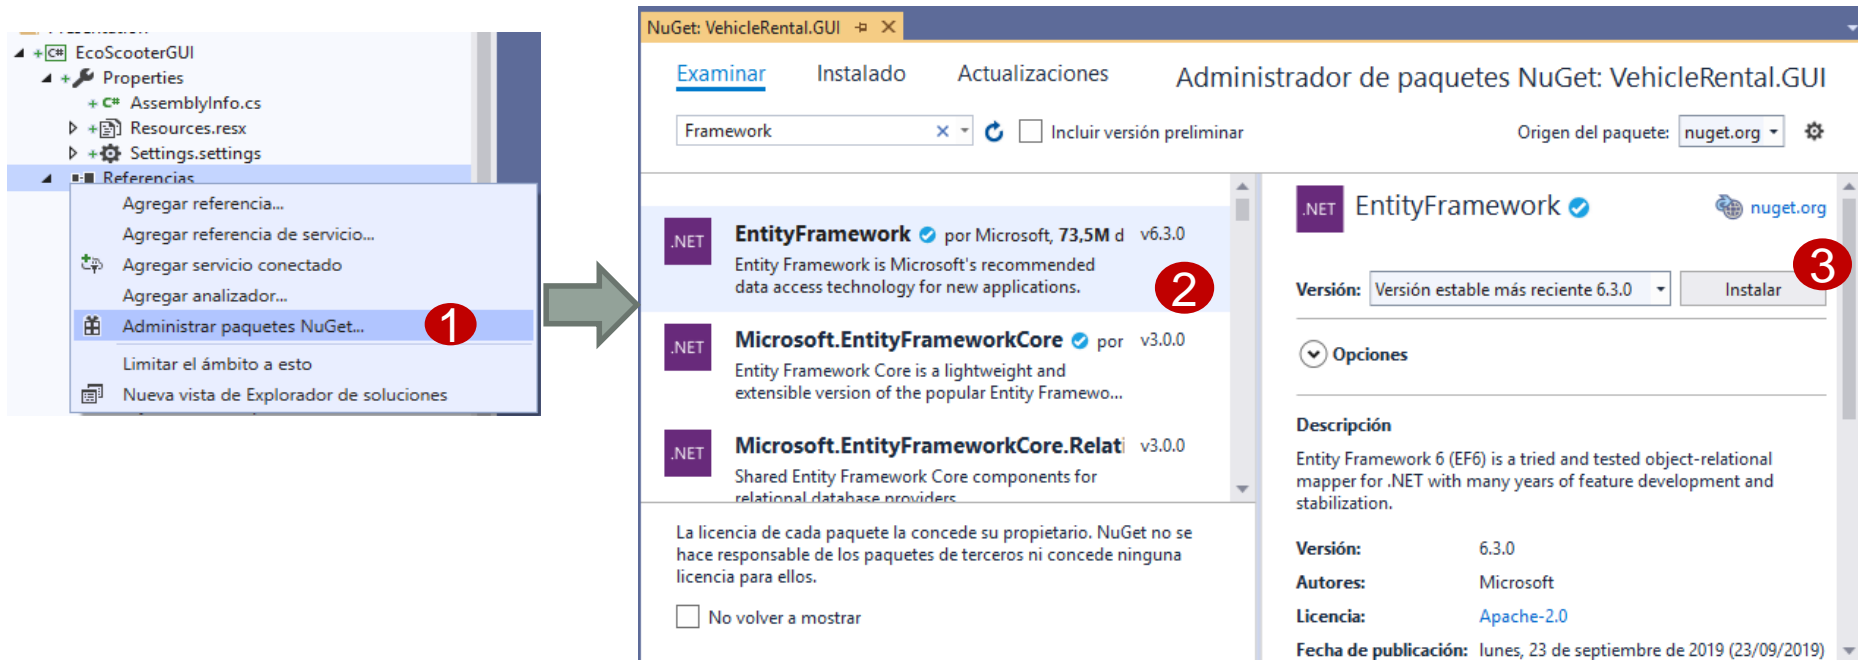 EcoScooterGUI
Properties
C# AssemblyInfo.cs
Resources.resx
Settings.settings
Referencias
Agregar referencia...
Agregar referencia de servicio...
Agregar servicio conectado
Agregar analizador...
Administrar paquetes NuGet...
1
Limitar el ámbito a esto
Nueva vista de Explorador de soluciones
NuGet: VehicleRental.GUI
Examinar Instalado Actualizaciones Administrador de paquetes NuGet: VehicleRental.GUI
Framework Incluir versión preliminar Origen del paquete: nuget.org
.NET EntityFramework por Microsoft, 73,5M d v6.3.0
Entity Framework is Microsoft's recommended
data access technology for new applications.
2
.NET Microsoft.EntityFrameworkCore por v3.0.0
Entity Framework Core is a lightweight and
extensible version of the popular Entity Framewo...
.NET Microsoft.EntityFrameworkCore.Relati v3.0.0
Shared Entity Framework Core components for
relational database providers
La licencia de cada paquete la concede su propietario. NuGet no se
hace responsable de los paquetes de terceros ni concede ninguna
licencia para ellos.
No volver a mostrar
.NET EntityFramework nuget.org
3
Versión: Versión estable más reciente 6.3.0 Instalar
Opciones
Descripción
Entity Framework 6 (EF6) is a tried and tested object-relational
mapper for .NET with many years of feature development and
stabilization.
Versión: 6.3.0
Autores: Microsoft
Licencia: Apache-2.0
Fecha de publicación: lunes, 23 de septiembre de 2019 (23/09/2019)